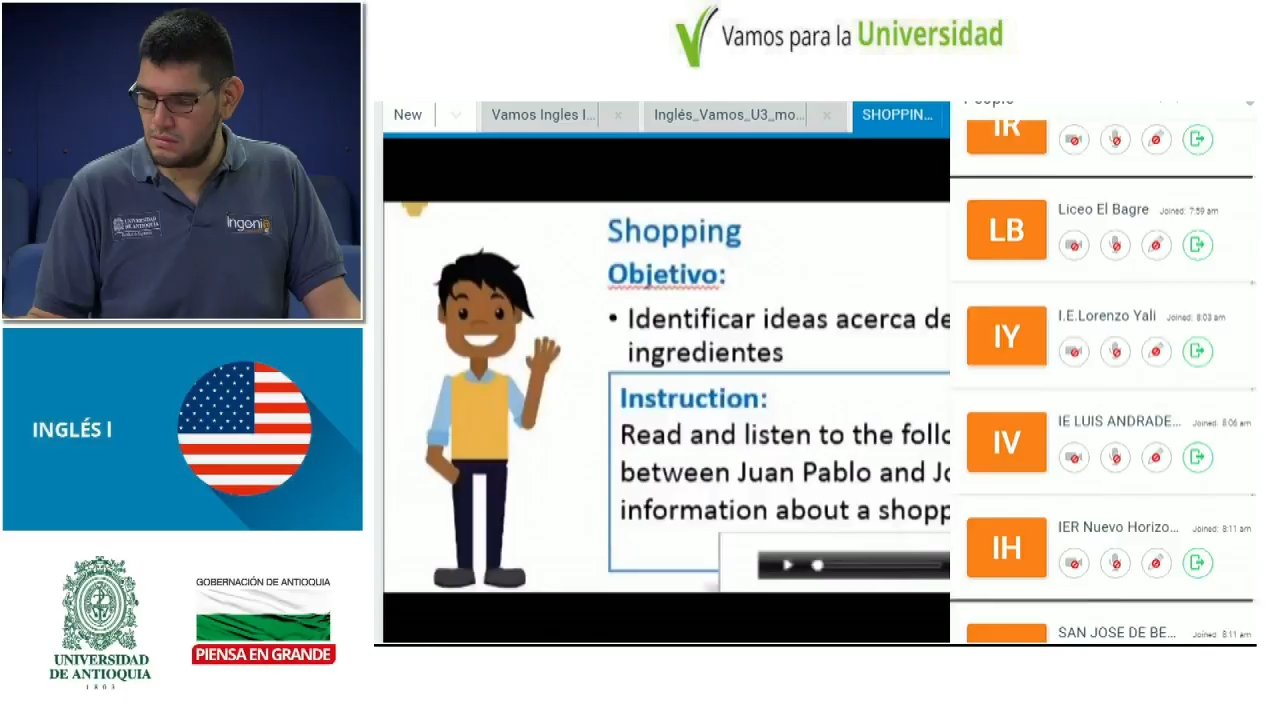 Vamos para la Universidad
New
Vamos Ingles I...
Inglés_Vamos_U3_mo...
SHOPPIN...
People
IR
LB
Liceo El Bagre
Joined: 7:59 am
IY
I.E.Lorenzo Yali
Joined: 8:03 am
IV
IE LUIS ANDRADE...
Joined: 8:06 am
IH
IER Nuevo Horizo...
Joined: 8:11 am
SAN JOSE DE BE...
Joined: 8:11 am
Shopping
Objetivo:
• Identificar ideas acerca de
ingredientes
Instruction:
Read and listen to the follo
between Juan Pablo and Jo
information about a shopp
UNIVERSIDAD
DE ANTIOQUIA
Ingeni@
INGLÉS I
UNIVERSIDAD
DE ANTIOQUIA
1803
GOBERNACIÓN DE ANTIOQUIA
PIENSA EN GRANDE